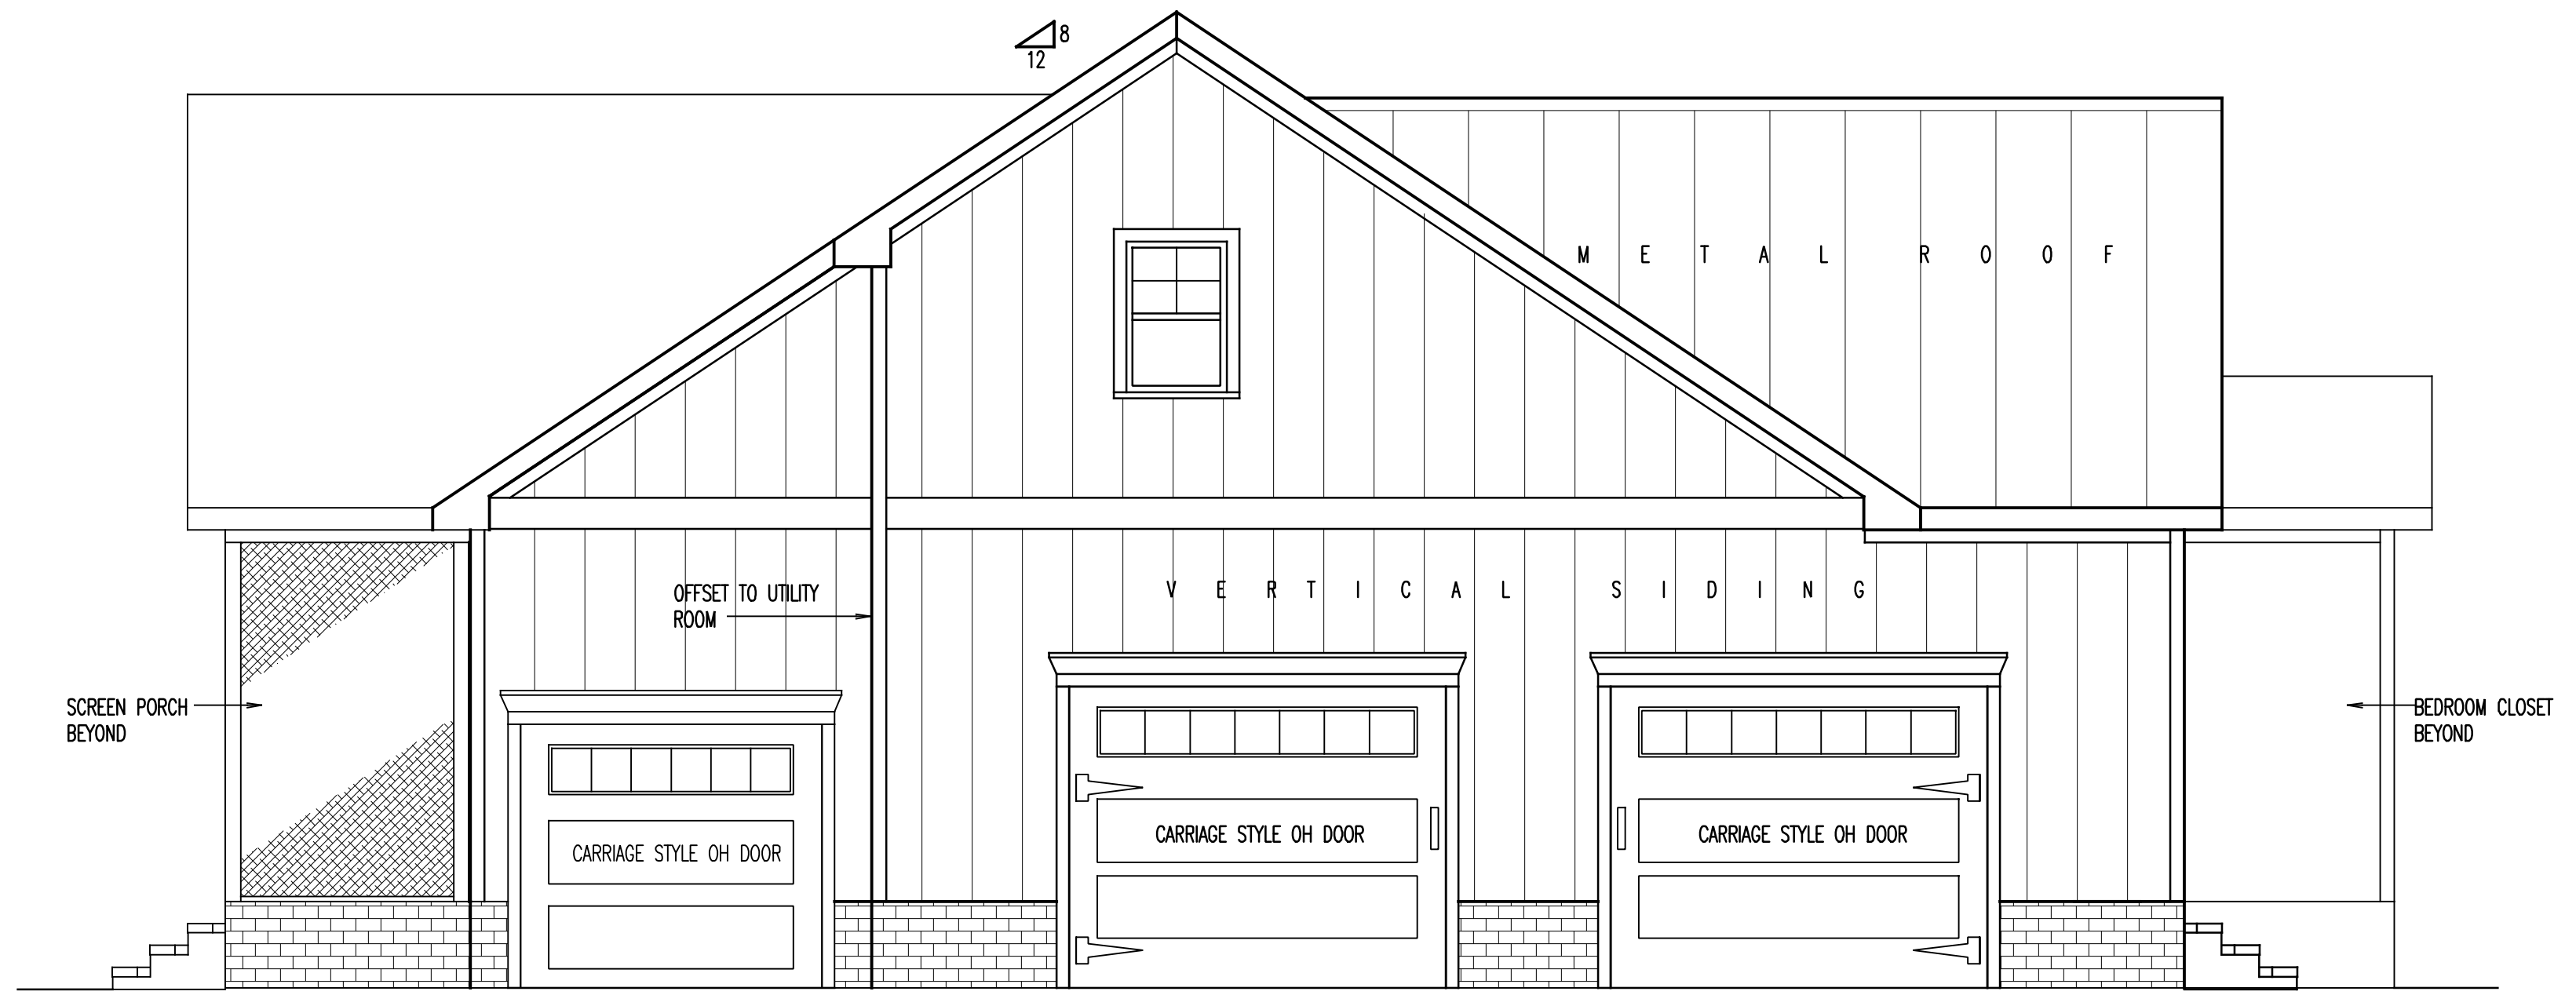 8
12
METAL ROOF
OFFSET TO UTILITY
ROOM
VERTICAL SIDING
SCREEN PORCH
BEYOND
BEDROOM CLOSET
BEYOND
CARRIAGE STYLE OH DOOR
CARRIAGE STYLE OH DOOR
CARRIAGE STYLE OH DOOR